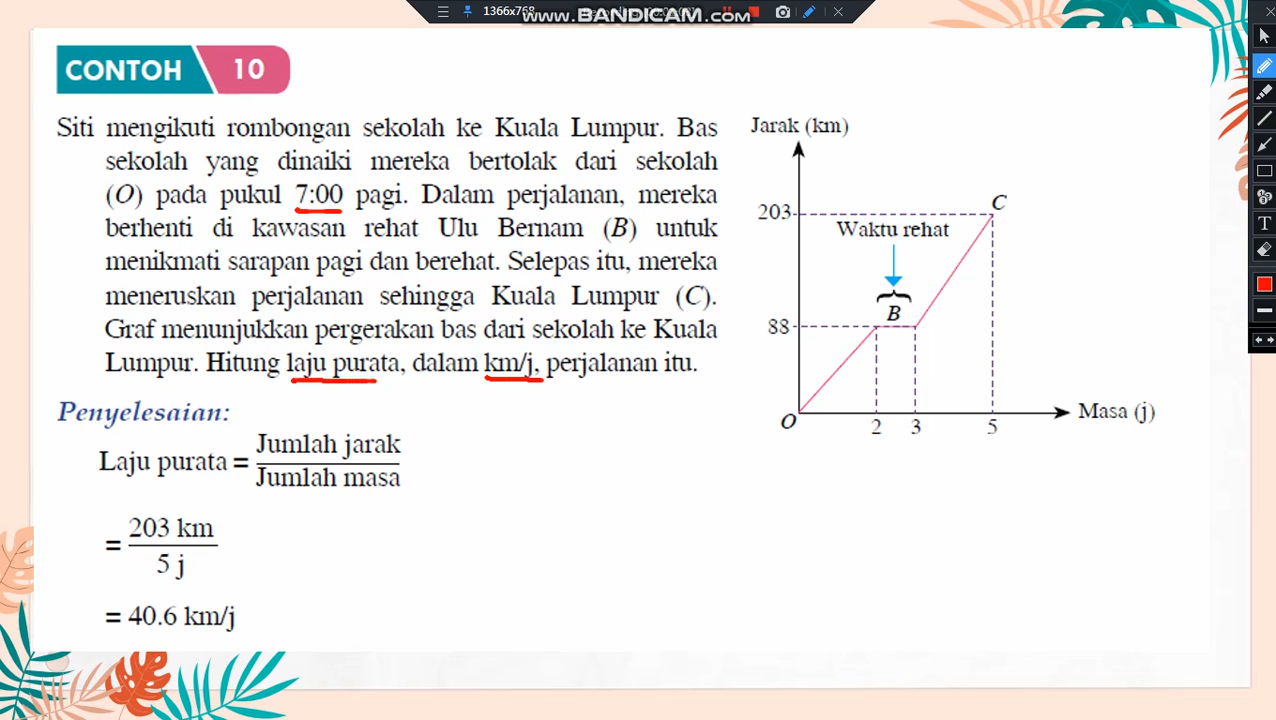 1366x768
www.BANDICAM.com
CONTOH 10
Siti mengikuti rombongan sekolah ke Kuala Lumpur. Bas
sekolah yang dinaiki mereka bertolak dari sekolah
(O) pada pukul 7:00 pagi. Dalam perjalanan, mereka
berhenti di kawasan rehat Ulu Bernam (B) untuk
menikmati sarapan pagi dan berehat. Selepas itu, mereka
meneruskan perjalanan sehingga Kuala Lumpur (C).
Graf menunjukkan pergerakan bas dari sekolah ke Kuala
Lumpur. Hitung laju purata, dalam km/j, perjalanan itu.
Penyelesaian:
Laju purata = Jumlah jarak
Jumlah masa
= 203 km
5 j
= 40.6 km/j
Jarak (km)
C
203
Waktu rehat
B
88
O
2 3 5
Masa (j)
T